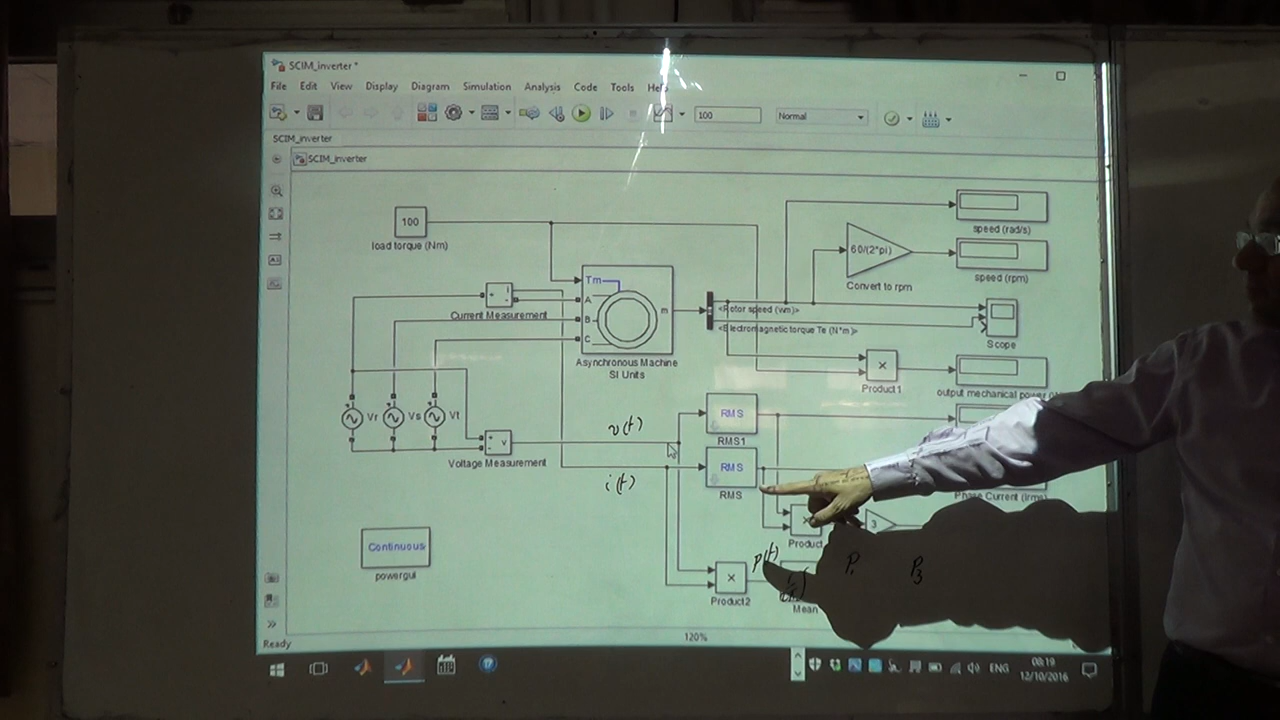 SCIM_inverter *
File Edit View Display Diagram Simulation Analysis Code Tools
100 Normal
SCIM_inverter
SCIM_inverter
100
load torque (Nm)
speed (rad/s)
60/(2*pi)
Convert to rpm
speed (rpm)
Tm
A
B
C
m
Asynchronous Machine
SI Units
i
+
Current Measurement
<Rotor speed (wm)>
<Electromagnetic torque Te (N*m)>
Scope
×
Product1
output mechanical power
Vr
Vs
Vt
+
-
v
Voltage Measurement
v(t)
i(t)
RMS
RMS1
RMS
RMS
Phase Current (Irms)
×
Product
3
Continuous
powergui
×
Product2
p(t)
Mean
P
P3
Ready
120%
ENG
08:19
12/10/2016